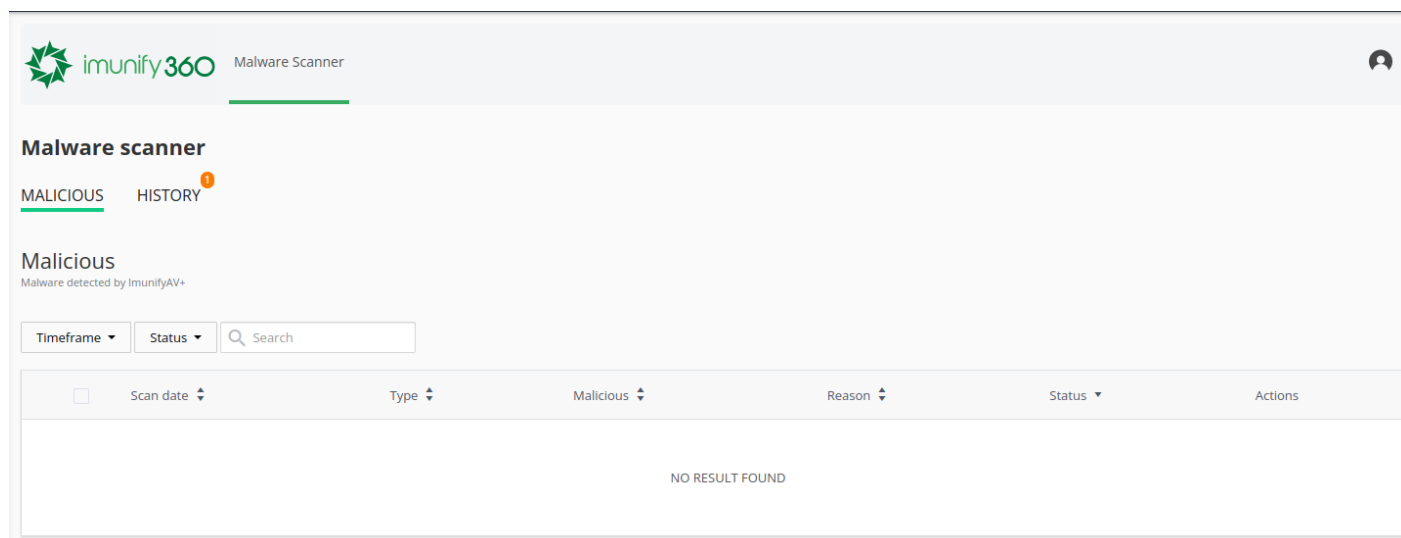 imunify360 Malware Scanner
Malware scanner
MALICIOUS HISTORY 1
Malicious
Malware detected by ImunifyAV+
Timeframe Status Search
Scan date Type Malicious Reason Status Actions
NO RESULT FOUND